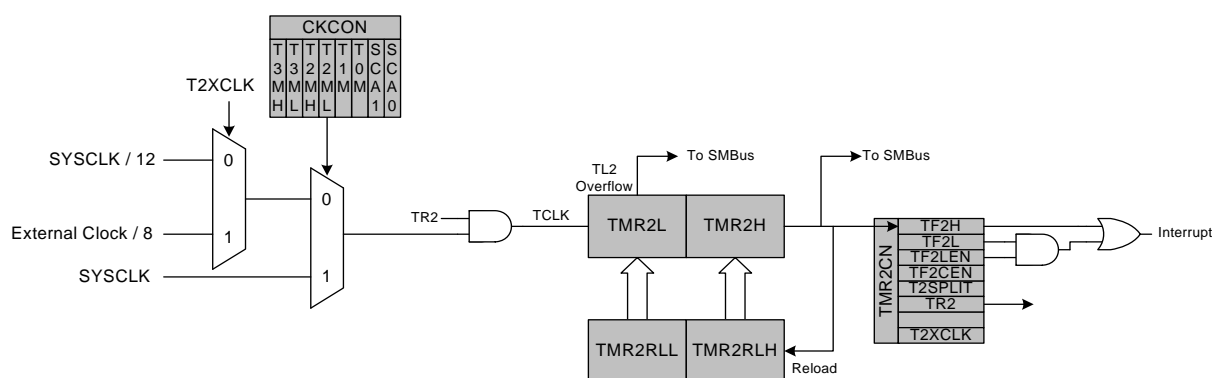 CKCON
T3MH T3ML T2MH T2ML T1M T0M SCA1 SCA0
T2XCLK
SYSCLK / 12
0
External Clock / 8
1
SYSCLK
0
1
TR2
TCLK
TL2
Overflow
To SMBus
To SMBus
TMR2L
TMR2H
TMR2RLL
TMR2RLH
Reload
TMR2CN
TF2H
TF2L
TF2LEN
TF2CEN
T2SPLIT
TR2
T2XCLK
Interrupt